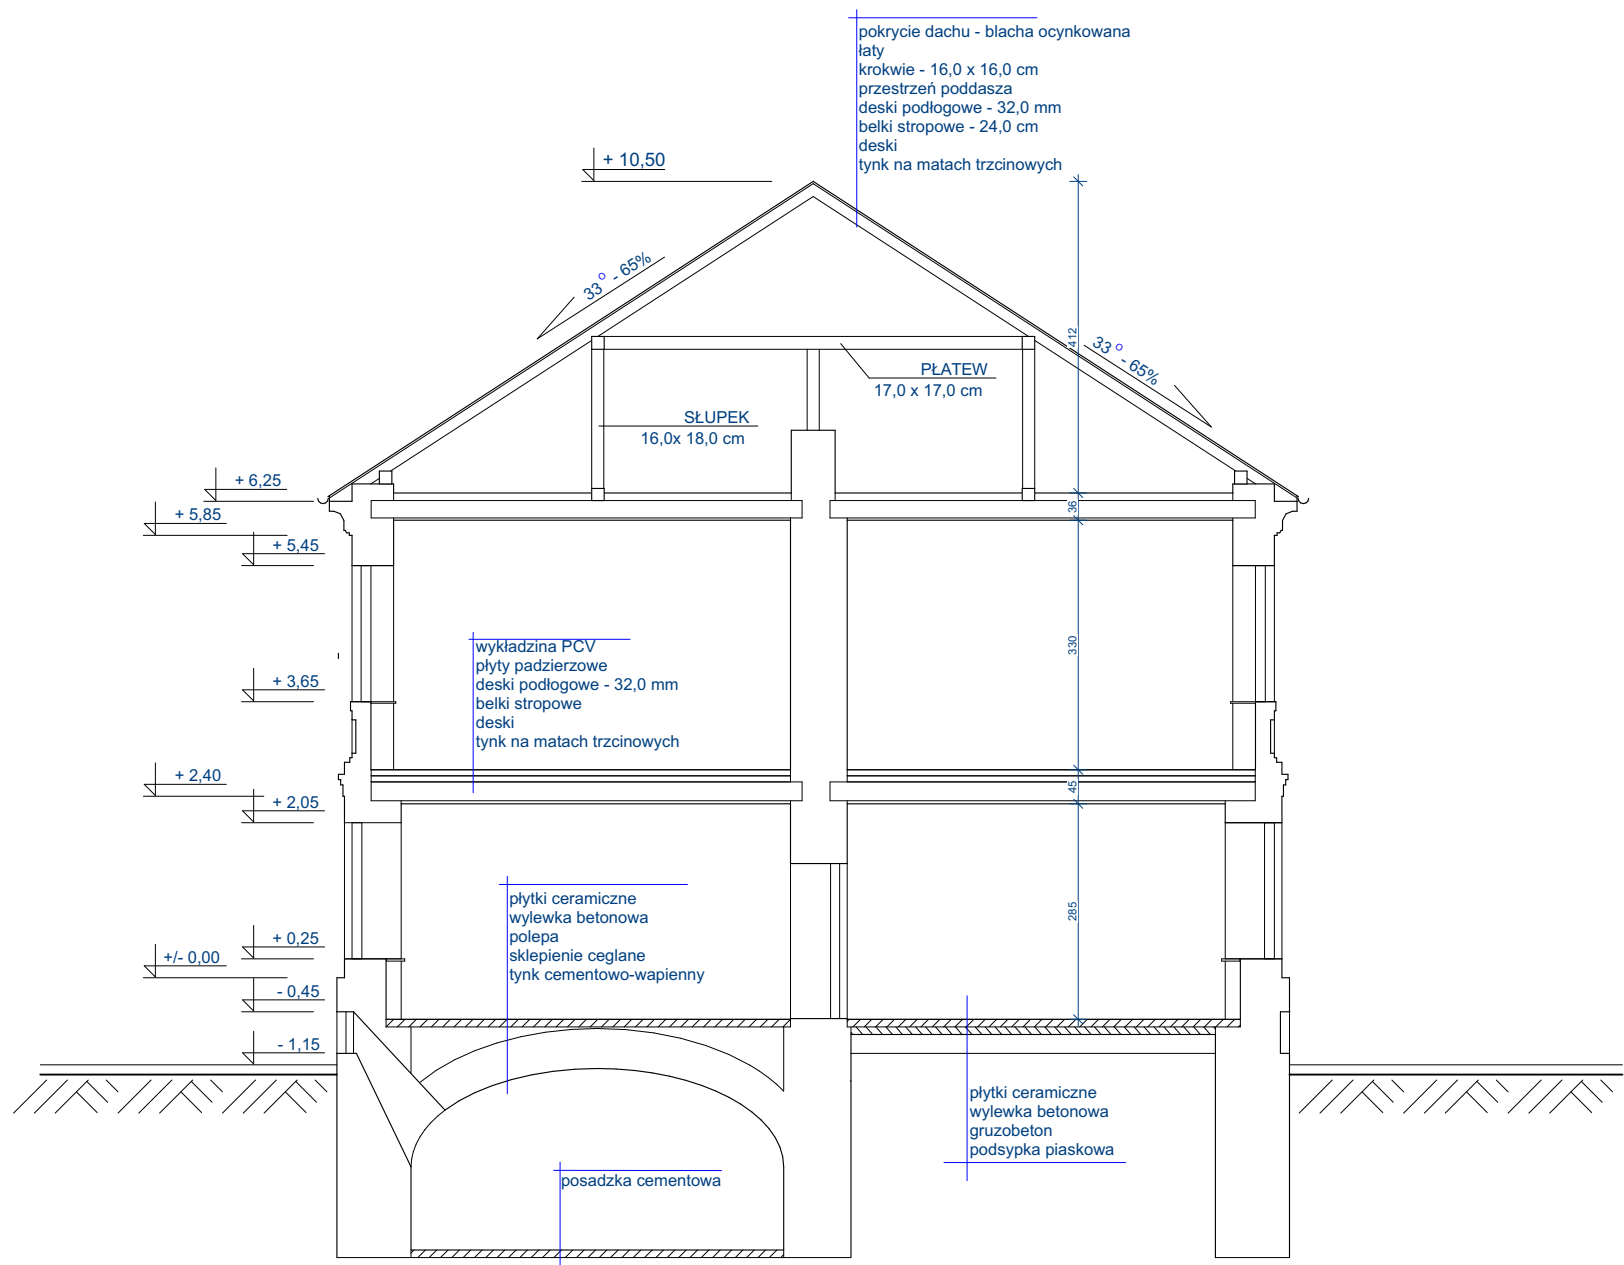 pokrycie dachu - blacha ocynkowana
łaty
krokwie - 16,0 x 16,0 cm
przestrzeń poddasza
deski podłogowe - 32,0 mm
belki stropowe - 24,0 cm
deski
tynk na matach trzcinowych
+ 10,50
33° - 65%
412
33° - 65%
PŁATEW
17,0 x 17,0 cm
SŁUPEK
16,0x 18,0 cm
+ 6,25
36
+ 5,85
+ 5,45
330
wykładzina PCV
płyty padzierzowe
deski podłogowe - 32,0 mm
belki stropowe
deski
tynk na matach trzcinowych
+ 3,65
+ 2,40
45
+ 2,05
285
płytki ceramiczne
wylewka betonowa
polepa
sklepienie ceglane
tynk cementowo-wapienny
+ 0,25
+/- 0,00
- 0,45
- 1,15
płytki ceramiczne
wylewka betonowa
gruzobeton
podsypka piaskowa
posadzka cementowa